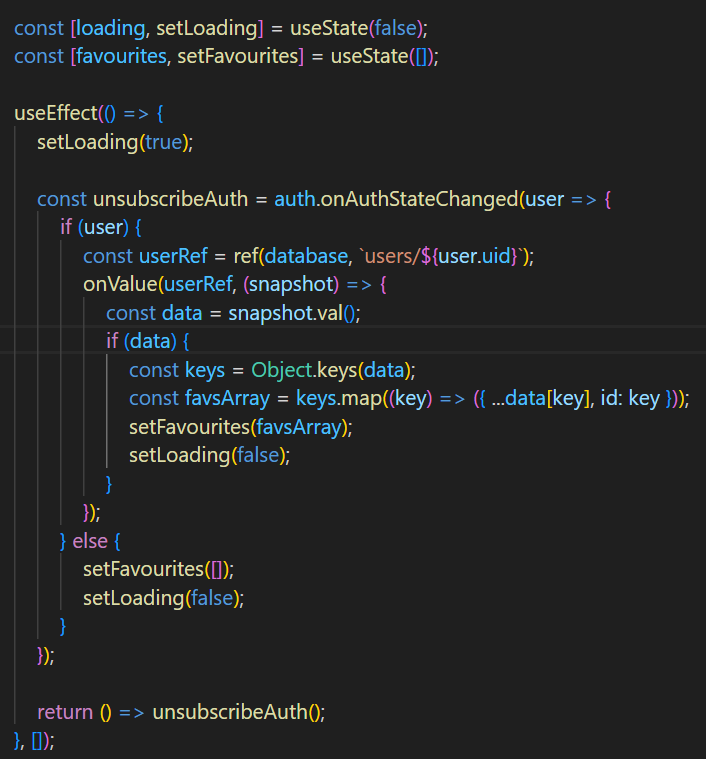 const [loading, setLoading] = useState(false);
const [favourites, setFavourites] = useState([]);

useEffect(() => {
    setLoading(true);

    const unsubscribeAuth = auth.onAuthStateChanged(user => {
        if (user) {
            const userRef = ref(database, `users/${user.uid}`);
            onValue(userRef, (snapshot) => {
                const data = snapshot.val();
                if (data) {
                    const keys = Object.keys(data);
                    const favsArray = keys.map((key) => ({ ...data[key], id: key }));
                    setFavourites(favsArray);
                    setLoading(false);
                }
            });
        } else {
            setFavourites([]);
            setLoading(false);
        }
    });

    return () => unsubscribeAuth();
}, []);